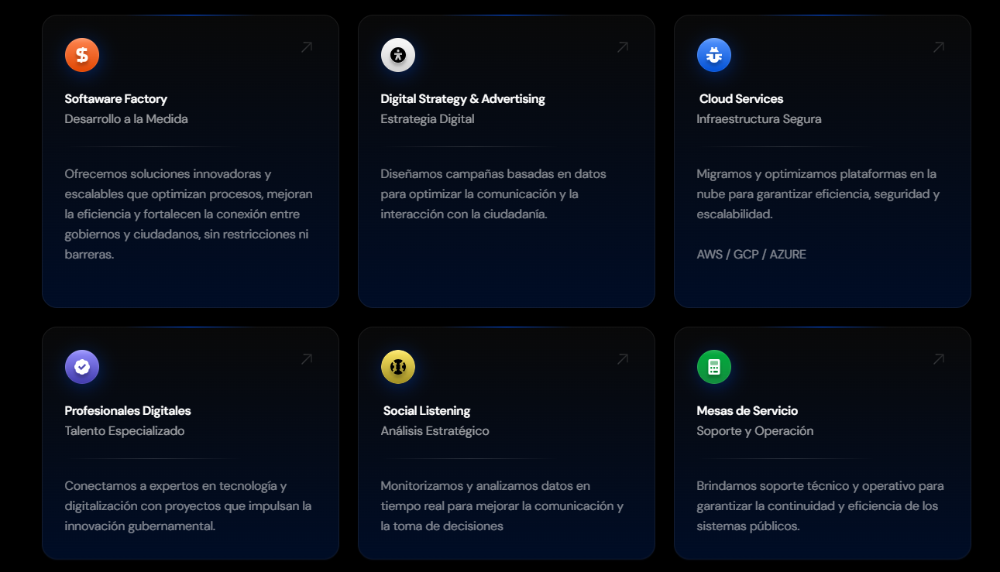 Softaware Factory
Desarrollo a la Medida
Ofrecemos soluciones innovadoras y
escalables que optimizan procesos, mejoran
la eficiencia y fortalecen la conexión entre
gobiernos y ciudadanos, sin restricciones ni
barreras.
Digital Strategy & Advertising
Estrategia Digital
Diseñamos campañas basadas en datos
para optimizar la comunicación y la
interacción con la ciudadanía.
Cloud Services
Infraestructura Segura
Migramos y optimizamos plataformas en la
nube para garantizar eficiencia, seguridad y
escalabilidad.
AWS / GCP / AZURE
Profesionales Digitales
Talento Especializado
Conectamos a expertos en tecnología y
digitalización con proyectos que impulsan la
innovación gubernamental.
Social Listening
Análisis Estratégico
Monitorizamos y analizamos datos en
tiempo real para mejorar la comunicación y
la toma de decisiones
Mesas de Servicio
Soporte y Operación
Brindamos soporte técnico y operativo para
garantizar la continuidad y eficiencia de los
sistemas públicos.